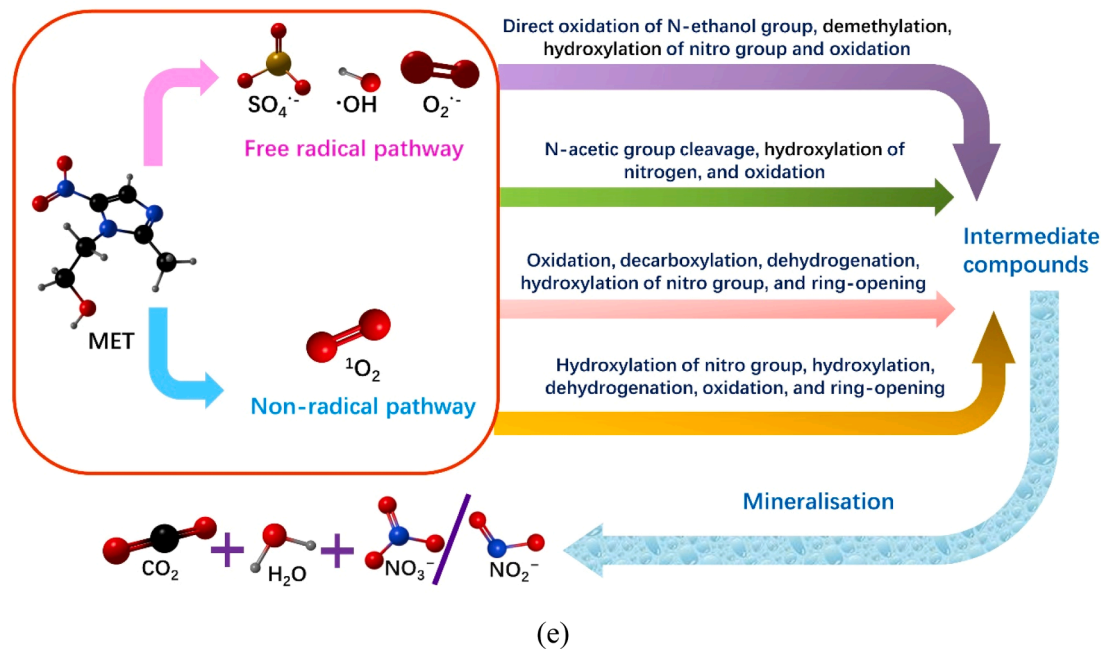 Direct oxidation of N-ethanol group, demethylation,
hydroxylation of nitro group and oxidation
SO₄·⁻
·OH
O₂·⁻
Free radical pathway
N-acetic group cleavage, hydroxylation of
nitrogen, and oxidation
Intermediate
compounds
Oxidation, decarboxylation, dehydrogenation,
hydroxylation of nitro group, and ring-opening
MET
¹O₂
Hydroxylation of nitro group, hydroxylation,
dehydrogenation, oxidation, and ring-opening
Non-radical pathway
Mineralisation
CO₂ + H₂O + NO₃⁻ / NO₂⁻
(e)